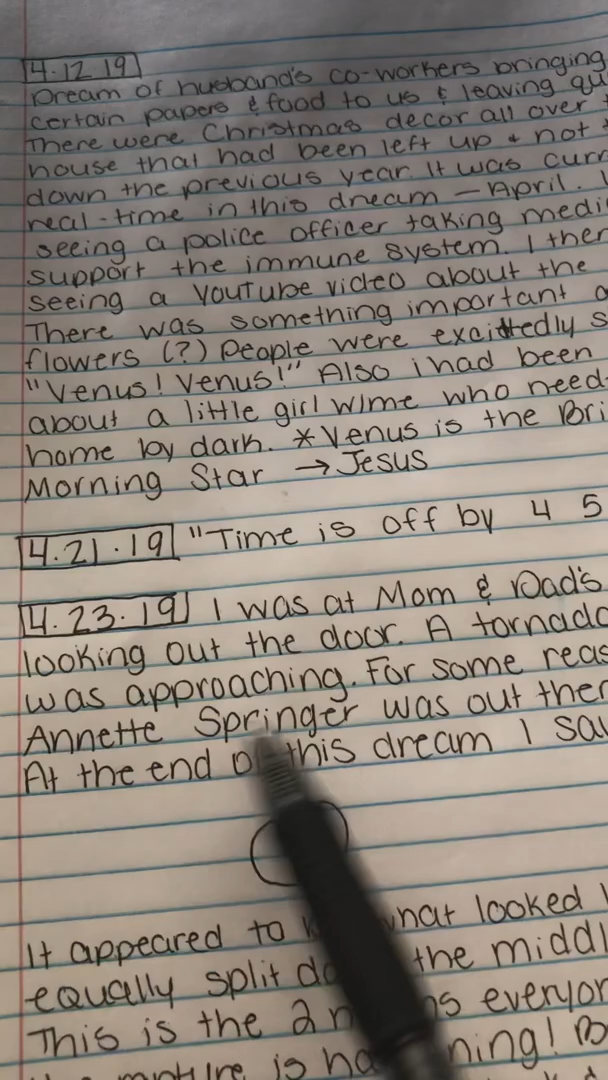 4.12.19
Dream of husband's co-workers bringing
certain papers & food to us & leaving
There were Christmas decor all over
house that had been left up & not
down the previous year. It was
real-time in this dream — April.
seeing a police officer taking
support the immune system. I
seeing a Youtube video about the
There was something important
flowers (?) People were excitedly
"Venus! Venus!" Also i had been
about a little girl w/me who
home by dark. *Venus is the
Morning Star → Jesus
4.21.19 "Time is off by 4 5
4.23.19 I was at Mom & Dad's
looking out the door. A
was approaching. For some
Annette Springer was out
At the end this dream I
It appeared to looked
equally split the
This is the 2
is